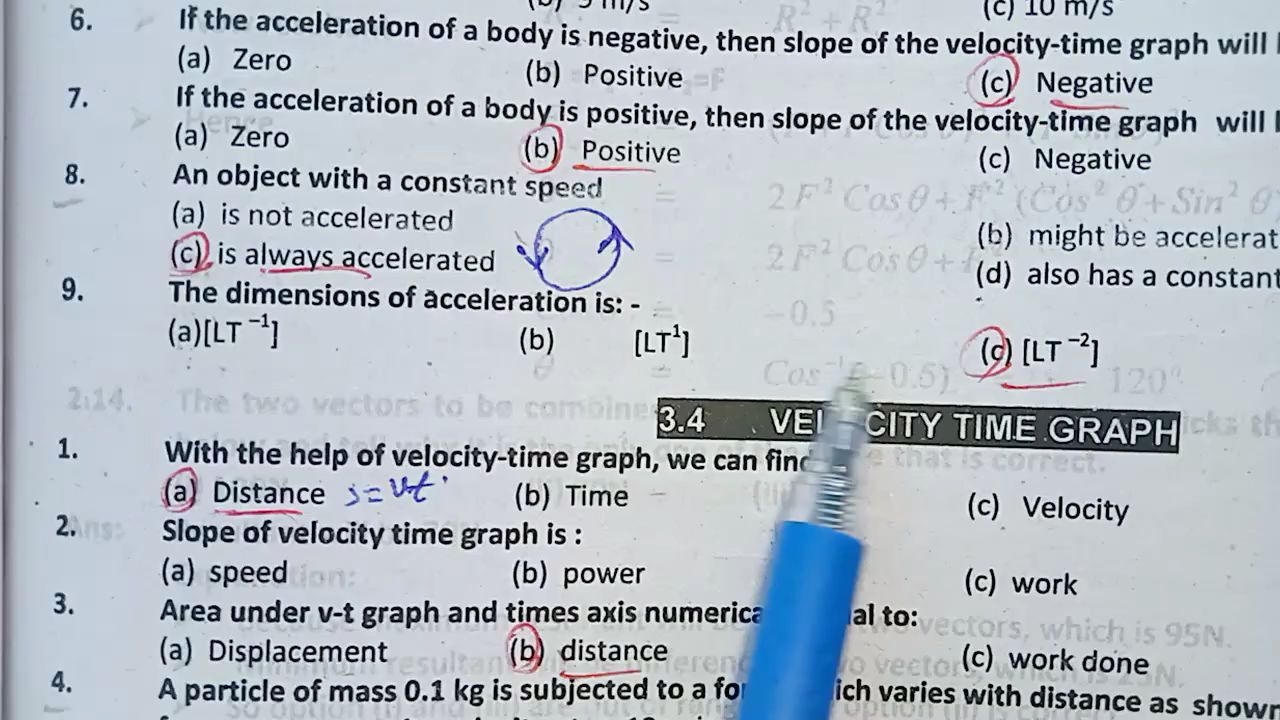 (c) 10 m/s
6. If the acceleration of a body is negative, then slope of the velocity-time graph will
(a) Zero (b) Positive (c) Negative
7. If the acceleration of a body is positive, then slope of the velocity-time graph will
(a) Zero (b) Positive (c) Negative
8. An object with a constant speed
(a) is not accelerated (b) might be accelerat
(c) is always accelerated (d) also has a constant
9. The dimensions of acceleration is: -
(a)[LT⁻¹] (b) [LT¹] (c) [LT⁻²]
3.4 VELOCITY TIME GRAPH
1. With the help of velocity-time graph, we can find
(a) Distance s=vt (b) Time (c) Velocity
2. Slope of velocity time graph is :
(a) speed (b) power (c) work
3. Area under v-t graph and times axis numerica al to:
(a) Displacement (b) distance (c) work done
4. A particle of mass 0.1 kg is subjected to a fo ich varies with distance as shown